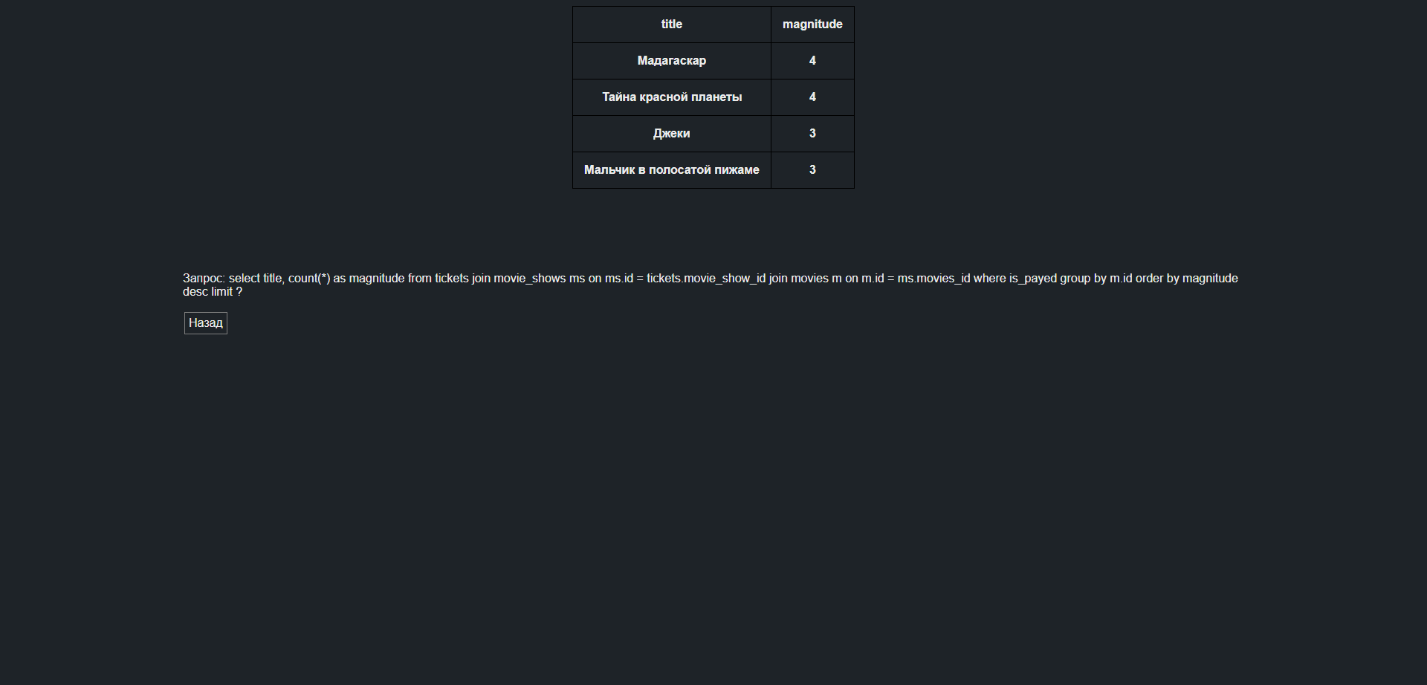 title magnitude
Мадагаскар 4
Тайна красной планеты 4
Джеки 3
Мальчик в полосатой пижаме 3
Запрос: select title, count(*) as magnitude from tickets join movie_shows ms on ms.id = tickets.movie_show_id join movies m on m.id = ms.movies_id where is_payed group by m.id order by magnitude
desc limit ?
Назад